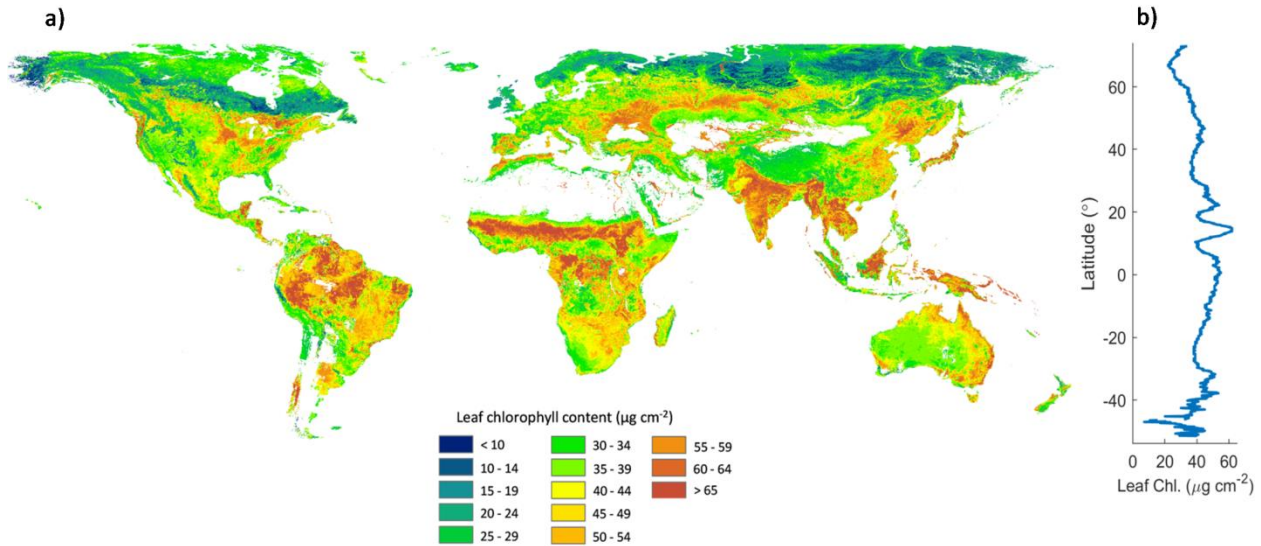 a)
b)
Leaf chlorophyll content (µg cm⁻²)
< 10
10 - 14
15 - 19
20 - 24
25 - 29
30 - 34
35 - 39
40 - 44
45 - 49
50 - 54
55 - 59
60 - 64
> 65
Latitude (°)
60
40
20
0
-20
-40
0 20 40 60
Leaf Chl. (µg cm⁻²)